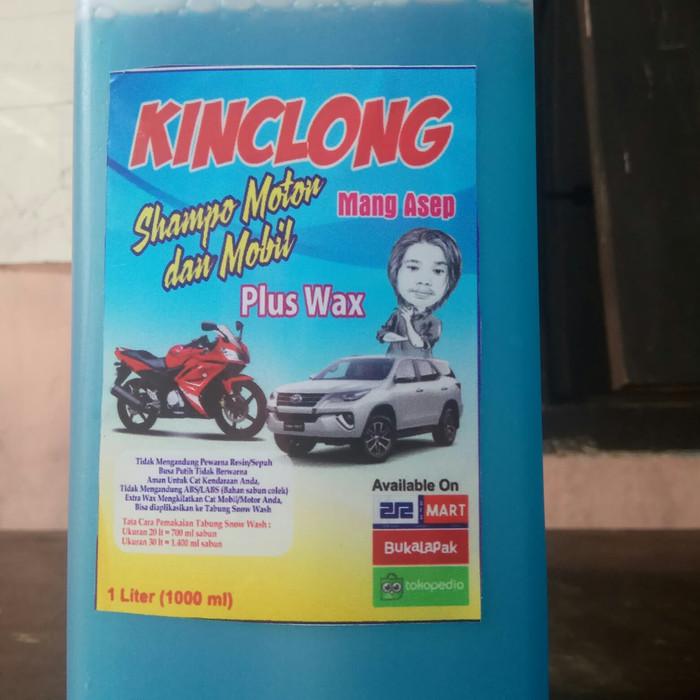 KINCLONG
Shampo Motor
dan Mobil
Mang Asep
Plus Wax
Tidak Mengandung Pewarna Resin/Sepuh
Busa Putih Tidak Berwarna
Aman Untuk Cat Kendaraan Anda,
Tidak Mengandung ABS/LABS (Bahan sabun colek)
Extra Wax Mengkilatkan Cat Mobil/Motor Anda,
Bisa diaplikasikan ke Tabung Snow Wash
Tata Cara Pemakaian Tabung Snow Wash :
Ukuran 20 lt = 700 ml sabun
Ukuran 30 lt = 1.400 ml sabun
1 Liter (1000 ml)
Available On
MART
BukaLapak
tokopedia